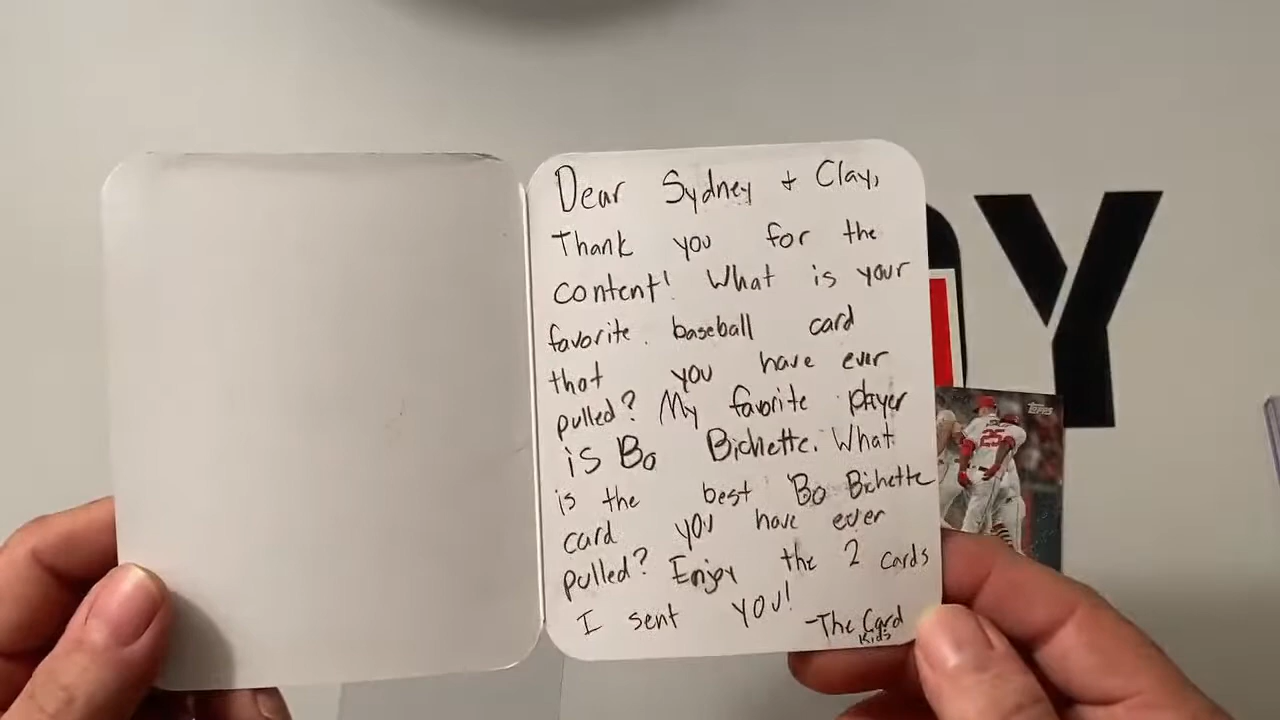 Dear Sydney + Clay,
Thank you for the
content! What is your
favorite baseball card
that you have ever
pulled? My favorite player
is Bo Bichette. What
is the best Bo Bichette
card you have ever
pulled? Enjoy the 2 cards
I sent you!
-The Card
Kids
Y
TOPPS
25